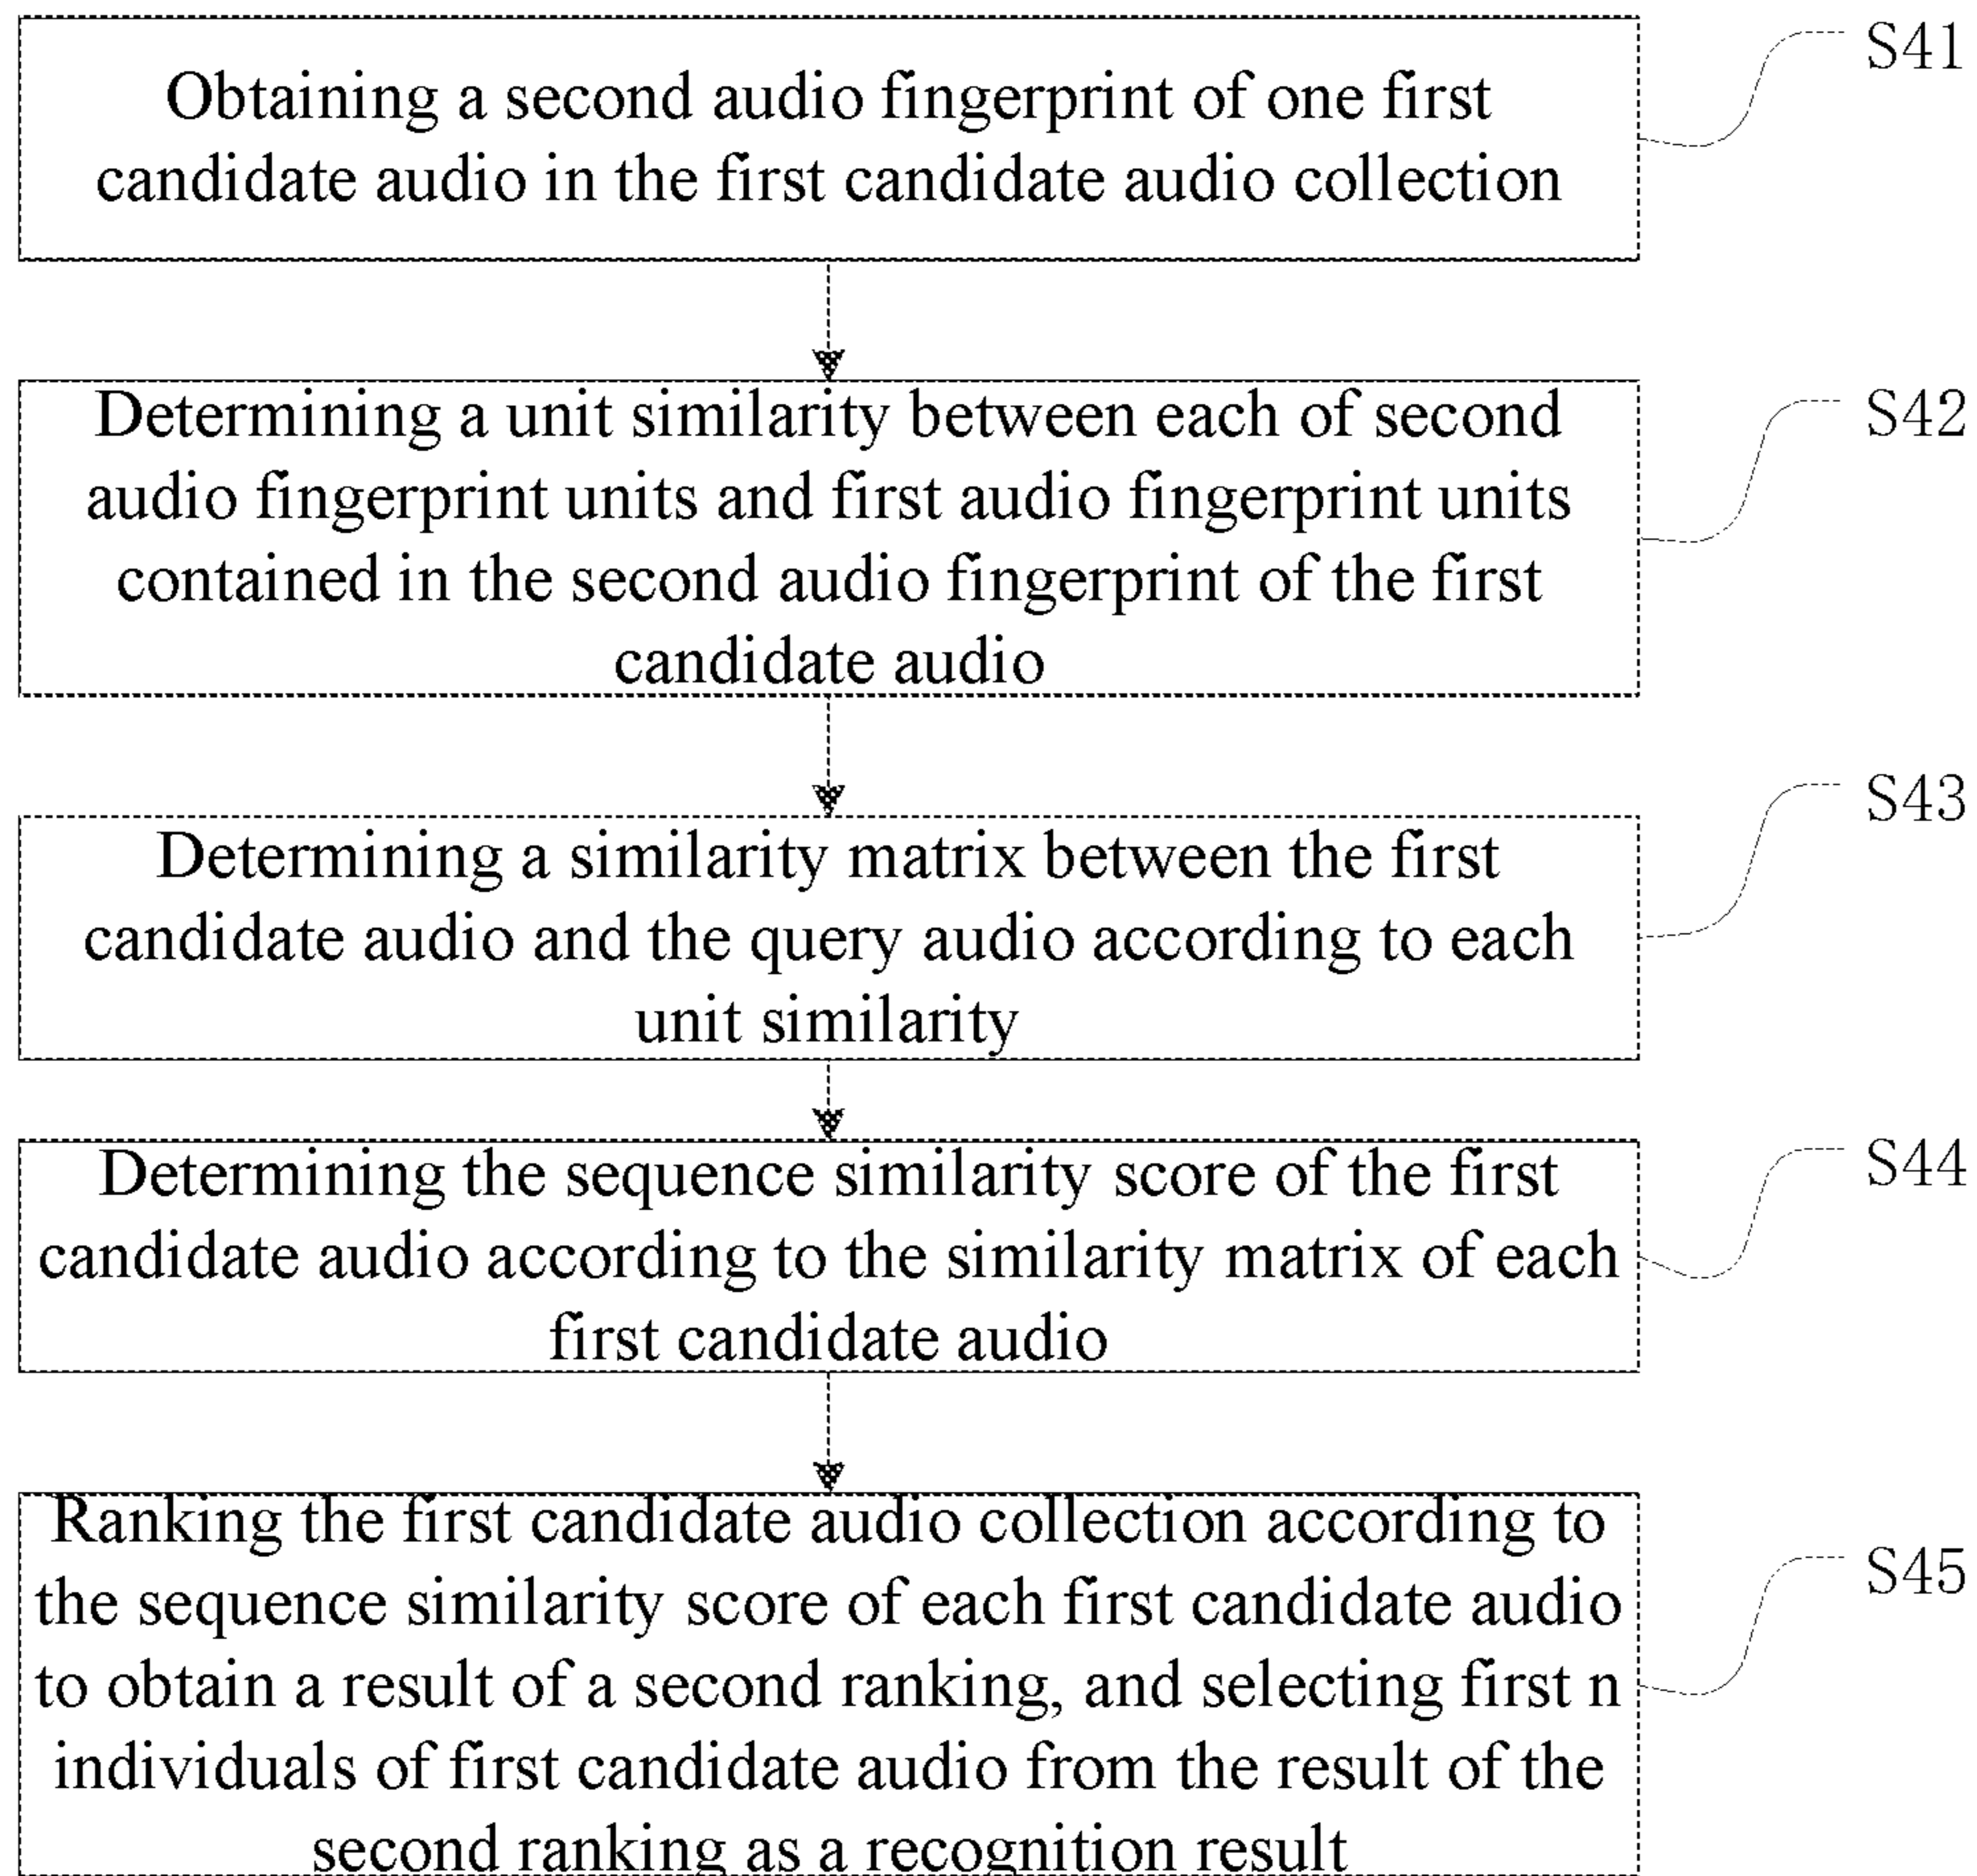 Obtaining a second audio fingerprint of one first
candidate audio in the first candidate audio collection
S41
Determining a unit similarity between each of second
audio fingerprint units and first audio fingerprint units
contained in the second audio fingerprint of the first
candidate audio
S42
Determining a similarity matrix between the first
candidate audio and the query audio according to each
unit similarity
S43
Determining the sequence similarity score of the first
candidate audio according to the similarity matrix of each
first candidate audio
S44
Ranking the first candidate audio collection according to
the sequence similarity score of each first candidate audio
to obtain a result of a second ranking, and selecting first n
individuals of first candidate audio from the result of the
second ranking as a recognition result
S45